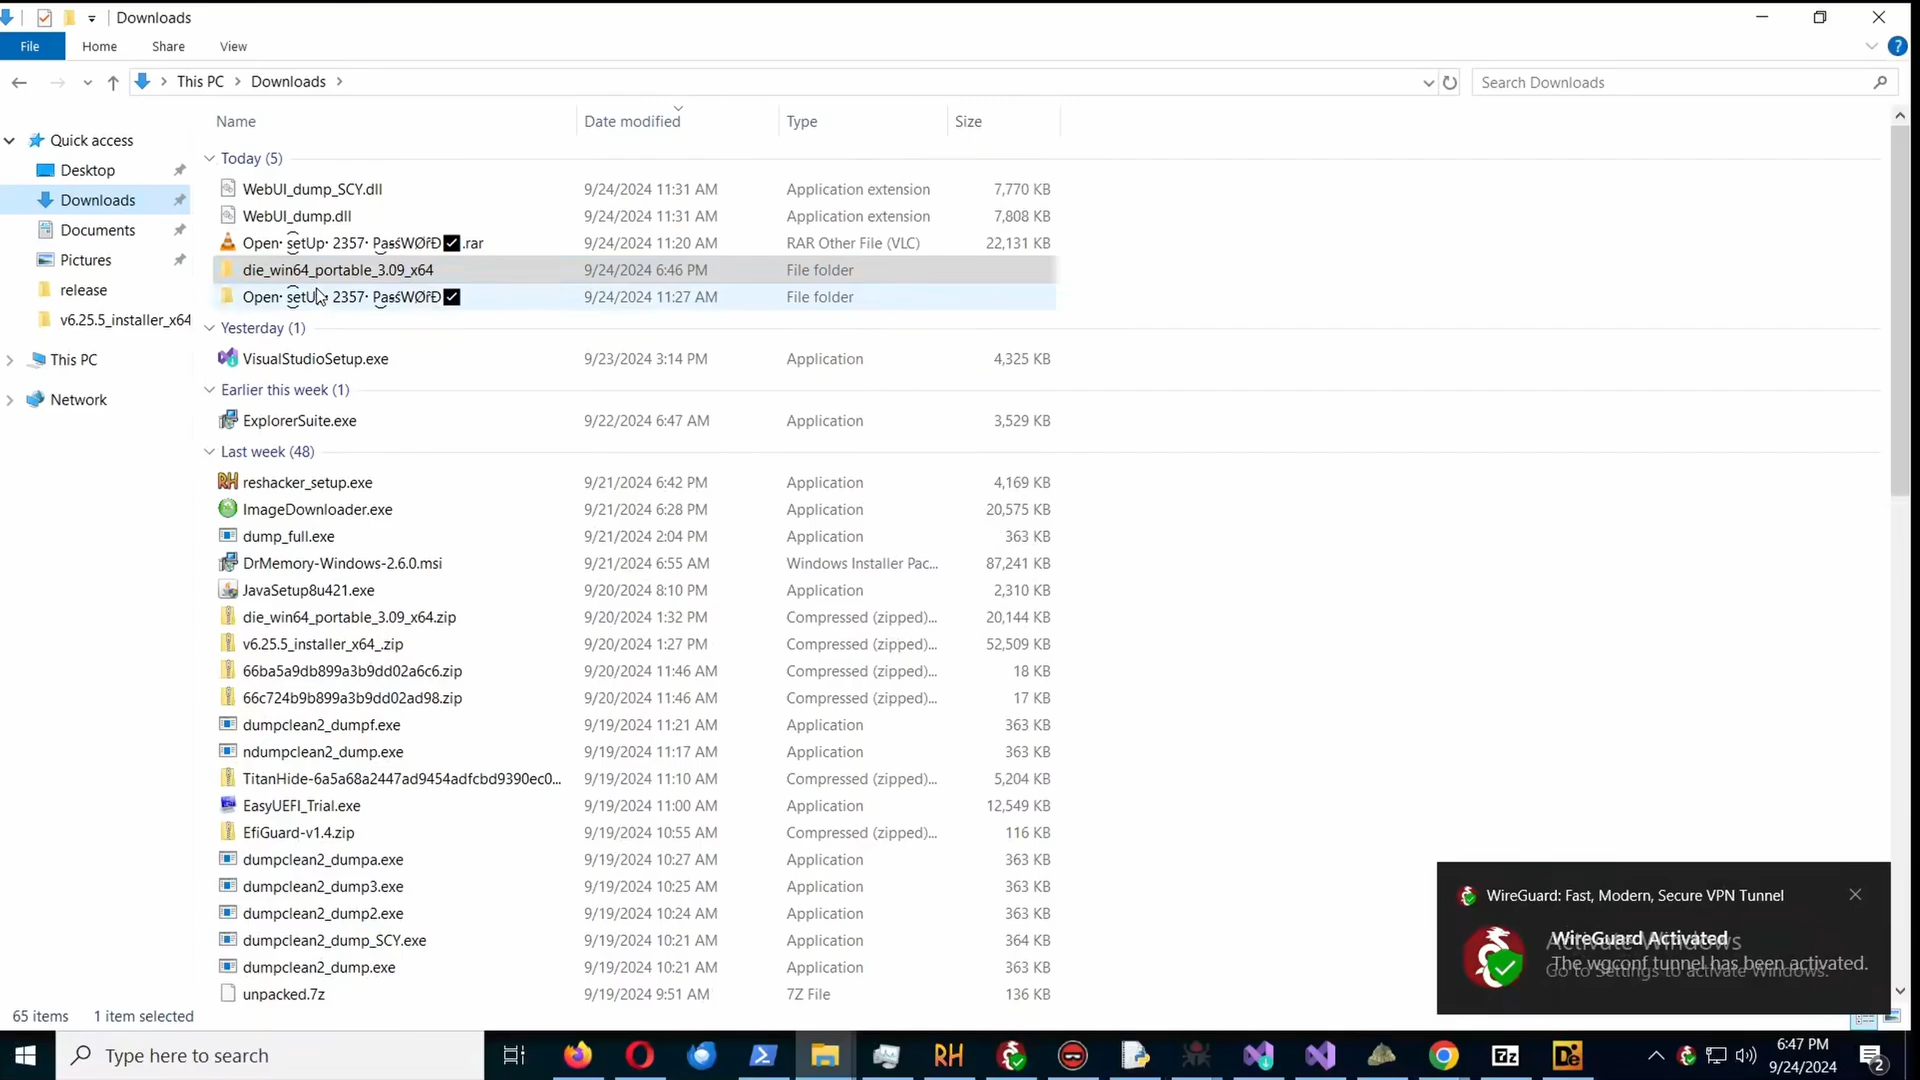 Downloads
File Home Share View
This PC Downloads
Search Downloads
Name Date modified Type Size
Quick access
Desktop
Downloads
Documents
Pictures
release
v6.25.5_installer_x64
This PC
Network
Today (5)
WebUI_dump_SCY.dll 9/24/2024 11:31 AM Application extension 7,770 KB
WebUI_dump.dll 9/24/2024 11:31 AM Application extension 7,808 KB
.rar 9/24/2024 11:20 AM RAR Other File (VLC) 22,131 KB
die_win64_portable_3.09_x64 9/24/2024 6:46 PM File folder
9/24/2024 11:27 AM File folder
Yesterday (1)
VisualStudioSetup.exe 9/23/2024 3:14 PM Application 4,325 KB
Earlier this week (1)
ExplorerSuite.exe 9/22/2024 6:47 AM Application 3,529 KB
Last week (48)
reshacker_setup.exe 9/21/2024 6:42 PM Application 4,169 KB
ImageDownloader.exe 9/21/2024 6:28 PM Application 20,575 KB
dump_full.exe 9/21/2024 2:04 PM Application 363 KB
DrMemory-Windows-2.6.0.msi 9/21/2024 6:55 AM Windows Installer Pac... 87,241 KB
JavaSetup8u421.exe 9/20/2024 8:10 PM Application 2,310 KB
die_win64_portable_3.09_x64.zip 9/20/2024 1:32 PM Compressed (zipped)... 20,144 KB
v6.25.5_installer_x64_.zip 9/20/2024 1:27 PM Compressed (zipped)... 52,509 KB
66ba5a9db899a3b9dd02a6c6.zip 9/20/2024 11:46 AM Compressed (zipped)... 18 KB
66c724b9b899a3b9dd02ad98.zip 9/20/2024 11:46 AM Compressed (zipped)... 17 KB
dumpclean2_dumpf.exe 9/19/2024 11:21 AM Application 363 KB
ndumpclean2_dump.exe 9/19/2024 11:17 AM Application 363 KB
TitanHide-6a5a68a2447ad9454adfcbd9390ec0... 9/19/2024 11:10 AM Compressed (zipped)... 5,204 KB
EasyUEFI_Trial.exe 9/19/2024 11:00 AM Application 12,549 KB
EfiGuard-v1.4.zip 9/19/2024 10:55 AM Compressed (zipped)... 116 KB
dumpclean2_dumpa.exe 9/19/2024 10:27 AM Application 363 KB
dumpclean2_dump3.exe 9/19/2024 10:25 AM Application 363 KB
dumpclean2_dump2.exe 9/19/2024 10:24 AM Application 363 KB
dumpclean2_dump_SCY.exe 9/19/2024 10:21 AM Application 364 KB
dumpclean2_dump.exe 9/19/2024 10:21 AM Application 363 KB
unpacked.7z 9/19/2024 9:51 AM 7Z File 136 KB
WireGuard: Fast, Modern, Secure VPN Tunnel
WireGuard Activated
The wgconf tunnel has been activated.
Activate Windows
Go to Settings to activate Windows.
65 items 1 item selected
Type here to search
6:47 PM
9/24/2024
2